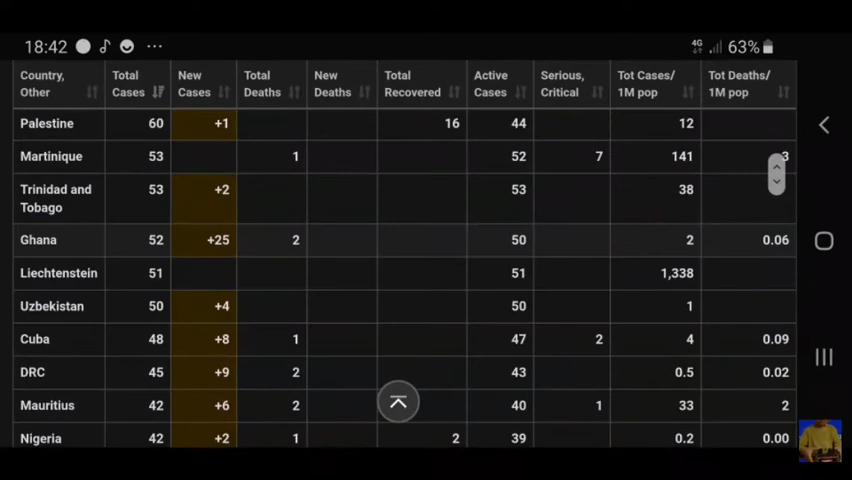 18:42 4G 63%
Country, Other Total Cases New Cases Total Deaths New Deaths Total Recovered Active Cases Serious, Critical Tot Cases/ 1M pop Tot Deaths/ 1M pop
Palestine 60 +1 16 44 12
Martinique 53 1 52 7 141 3
Trinidad and Tobago 53 +2 53 38
Ghana 52 +25 2 50 2 0.06
Liechtenstein 51 51 1,338
Uzbekistan 50 +4 50 1
Cuba 48 +8 1 47 2 4 0.09
DRC 45 +9 2 43 0.5 0.02
Mauritius 42 +6 2 40 1 33 2
Nigeria 42 +2 1 2 39 0.2 0.00